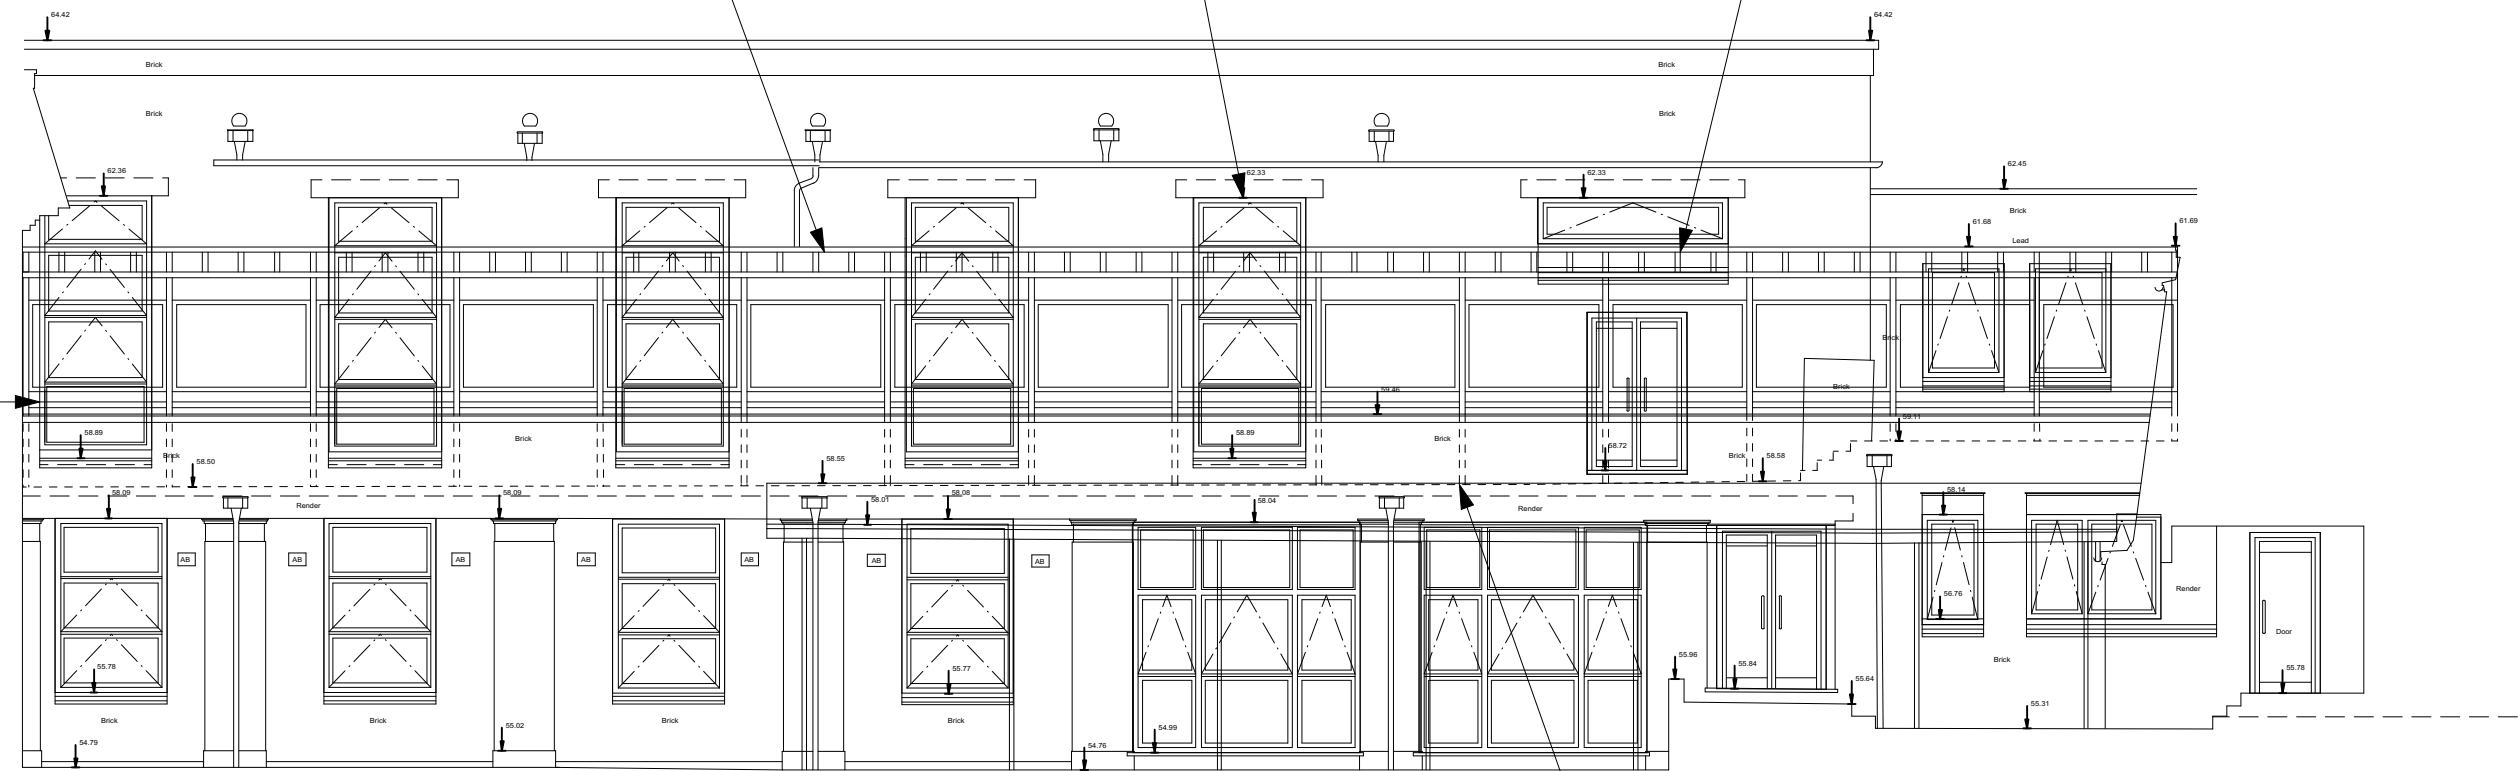 64.42
64.42
Brick
Brick
Brick
Brick
62.36
62.33
62.33
62.45
Brick
61.68
61.69
Lead
Brick
Brick
59.46
59.11
58.89
Brick
58.89
Brick
58.72
Brick
Brick
58.50
58.55
58.58
58.09
58.09
58.01
58.08
58.04
58.14
Render
Render
AB
AB
AB
AB
AB
AB
AB
Render
56.76
Door
55.78
55.77
55.96
55.84
Brick
55.78
55.64
55.31
Brick
Brick
Brick
Brick
55.02
54.99
54.79
54.76